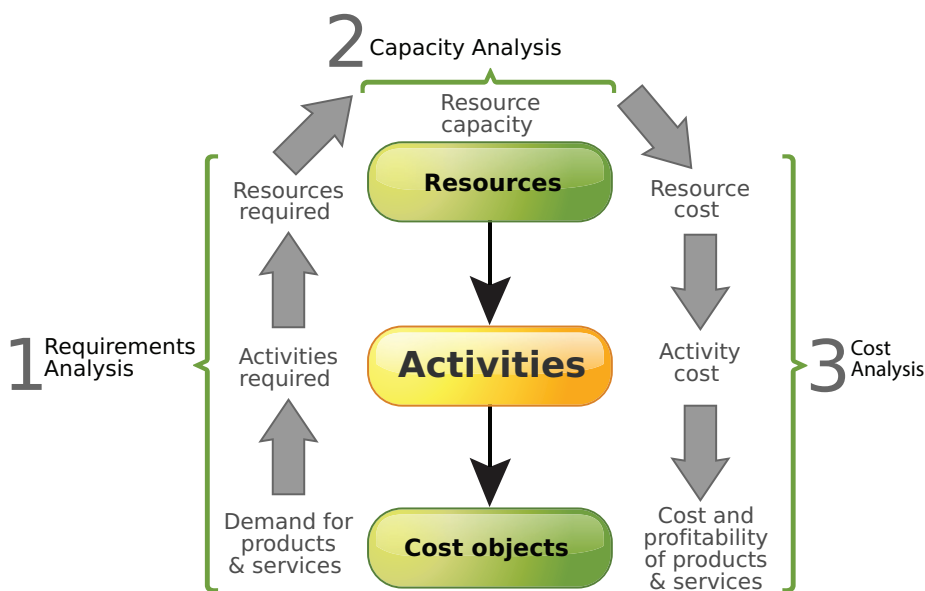 2 Capacity Analysis
Resource
capacity
Resources
Resources
required
Resource
cost
1 Requirements
Analysis
Activities
required
Activities
Activity
cost
3 Cost
Analysis
Demand for
products
& services
Cost objects
Cost and
profitability
of products
& services